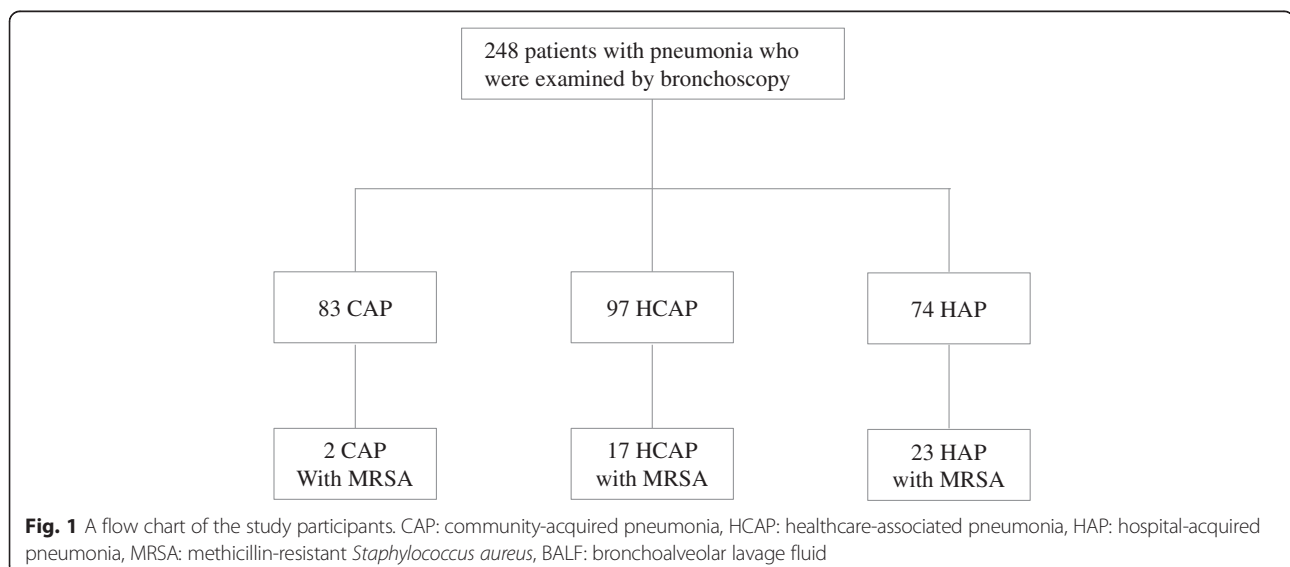 248 patients with pneumonia who
were examined by bronchoscopy
83 CAP
97 HCAP
74 HAP
2 CAP
With MRSA
17 HCAP
with MRSA
23 HAP
with MRSA
Fig. 1 A flow chart of the study participants. CAP: community-acquired pneumonia, HCAP: healthcare-associated pneumonia, HAP: hospital-acquired
pneumonia, MRSA: methicillin-resistant Staphylococcus aureus, BALF: bronchoalveolar lavage fluid